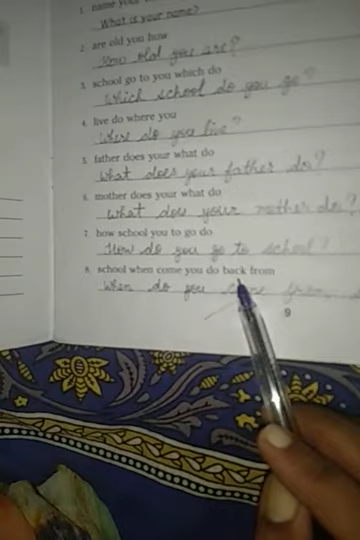 1. name your
What is your name?
2. are old you how
How old you are?
3. school go to you which do
Which school do you go?
4. live do where you
Where do you live?
5. father does your what do
What does your father do?
6. mother does your what do
What does your mother do?
7. how school you to go do
How do you go to school?
8. school when come you do back from
When do you come from
9